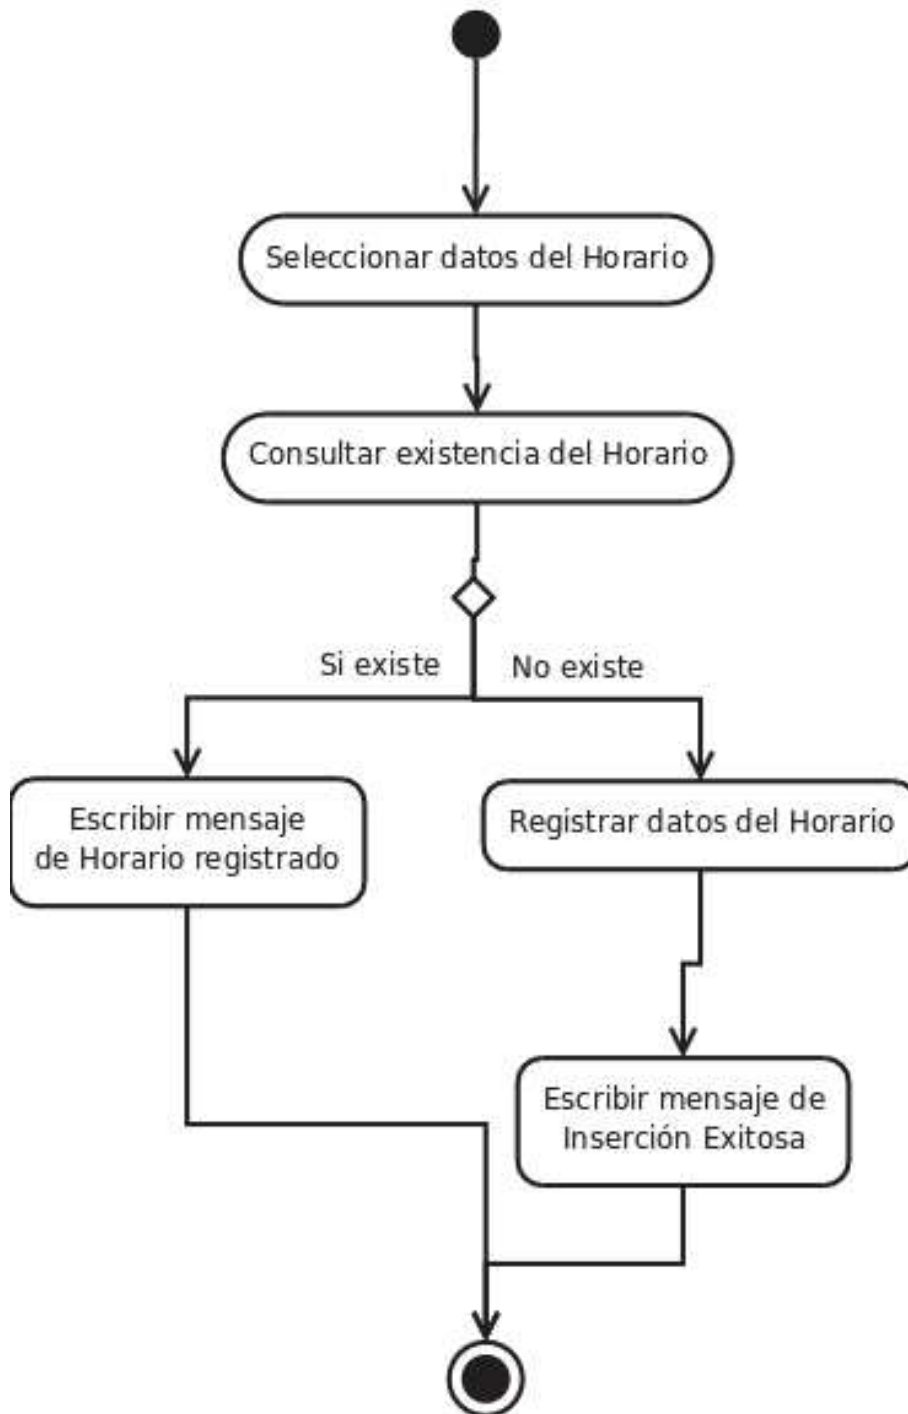 Seleccionar datos del Horario
Consultar existencia del Horario
Si existe
No existe
Escribir mensaje
de Horario registrado
Registrar datos del Horario
Escribir mensaje de
Inserción Exitosa